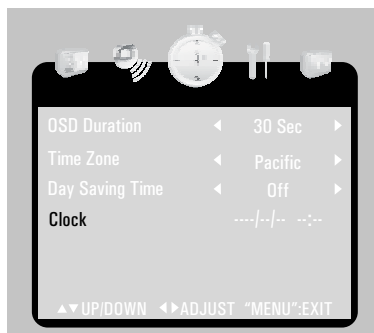 OSD Duration ◀ 30 Sec ▶
Time Zone ◀ Pacific ▶
Day Saving Time ◀ Off ▶
Clock ----/--/-- --:--
▲▼UP/DOWN ◀▶ADJUST "MENU":EXIT